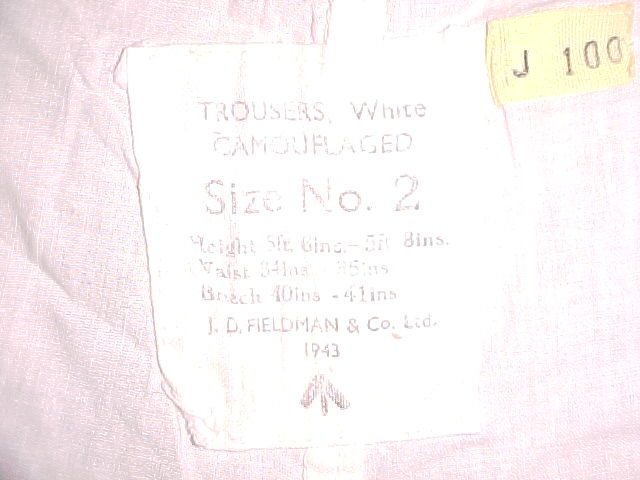 J 100
TROUSERS, White
CAMOUFLAGED
Size No. 2
Height 5ft. 6ins. - 5ft 8ins.
Waist 34ins - 35ins
Breech 40ins - 41ins
J. D. FIELDMAN & Co. Ltd.
1943